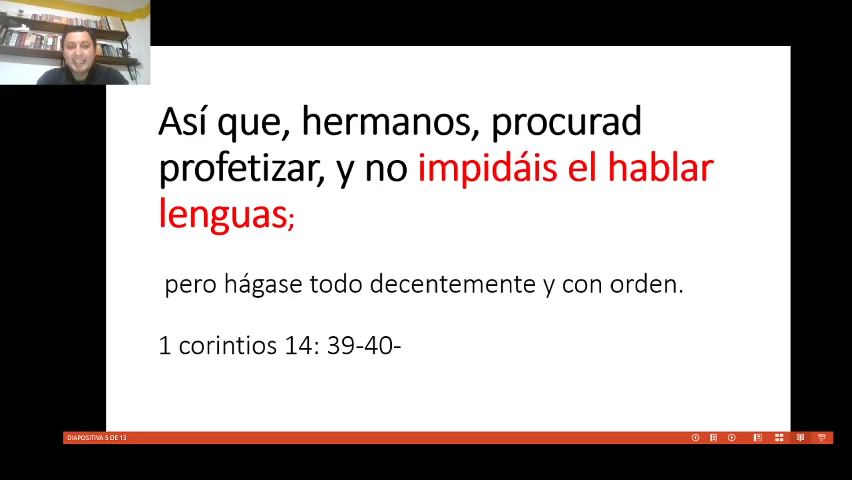 Así que, hermanos, procurad
profetizar, y no impidáis el hablar
lenguas;
pero hágase todo decentemente y con orden.
1 corintios 14: 39-40-
DIAPOSITIVA 5 DE 13